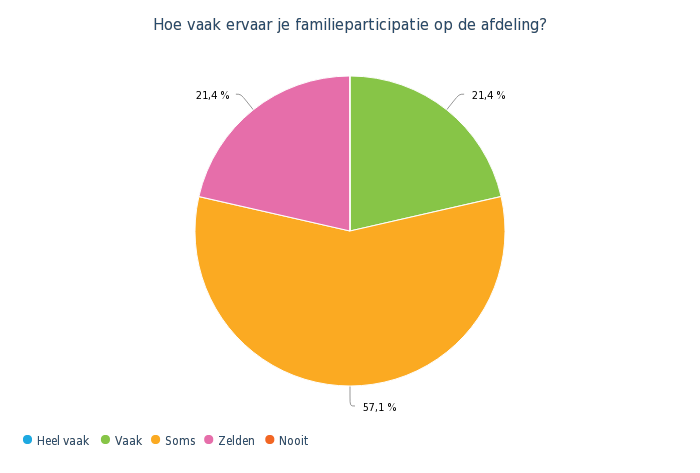 Hoe vaak ervaar je familieparticipatie op de afdeling?
21,4 %
21,4 %
57,1 %
Heel vaak
Vaak
Soms
Zelden
Nooit